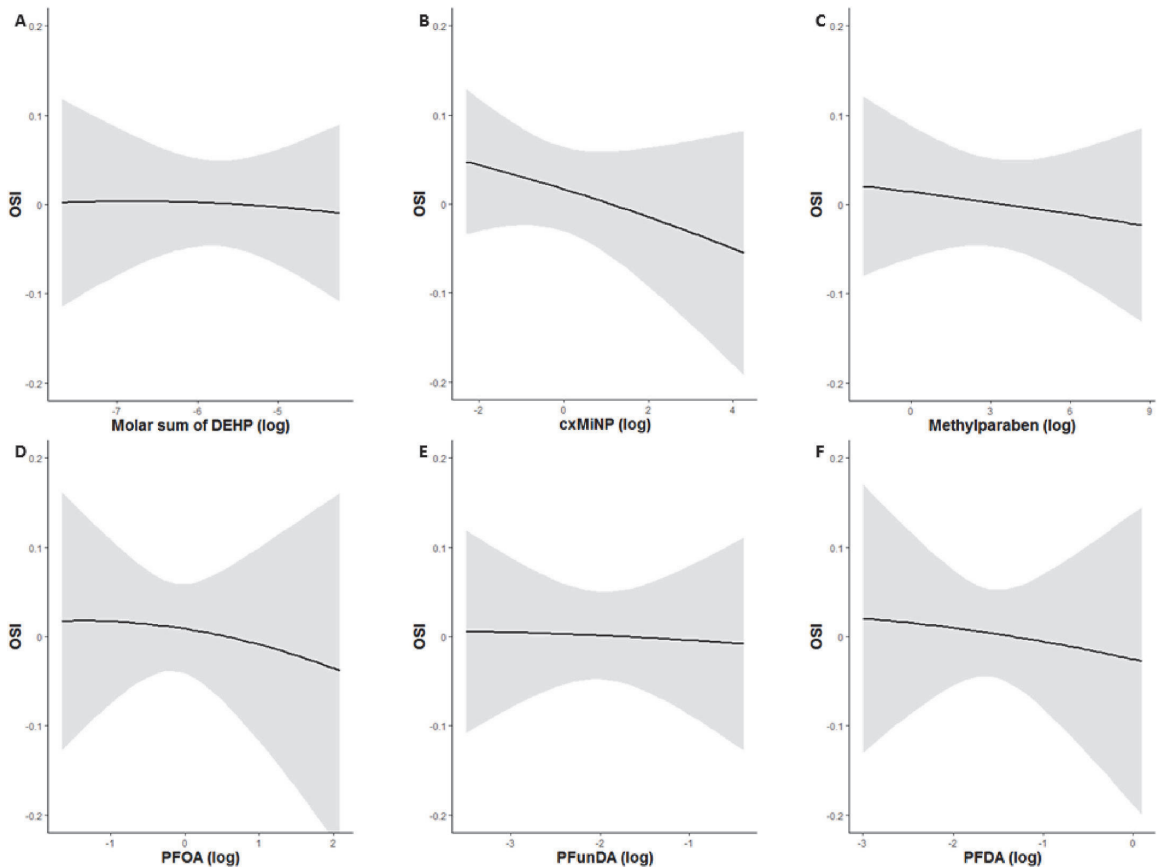 A
B
C
0.2
0.1
0
-0.1
-0.2
OSI
-7
-6
-5
Molar sum of DEHP (log)
0.2
0.1
0
-0.1
-0.2
OSI
-2
0
2
4
cxMiNP (log)
0.2
0.1
0
-0.1
-0.2
OSI
0
3
6
9
Methylparaben (log)
D
E
F
0.2
0.1
0
-0.1
-0.2
OSI
-1
0
1
2
PFOA (log)
0.2
0.1
0
-0.1
-0.2
OSI
-3
-2
-1
PFunDA (log)
0.2
0.1
0
-0.1
-0.2
OSI
-3
-2
-1
0
PFDA (log)